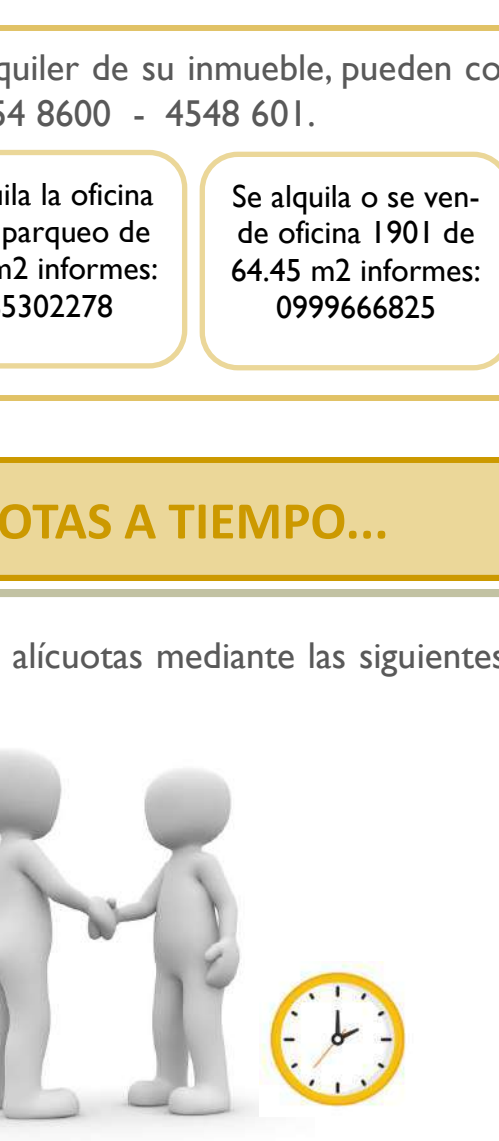 quiler de su inmueble, pueden co
54 8600 - 4548 601.
ila la oficina
parqueo de
m2 informes:
5302278
Se alquila o se ven-
de oficina 1901 de
64.45 m2 informes:
0999666825
OTAS A TIEMPO...
alícuotas mediante las siguientes